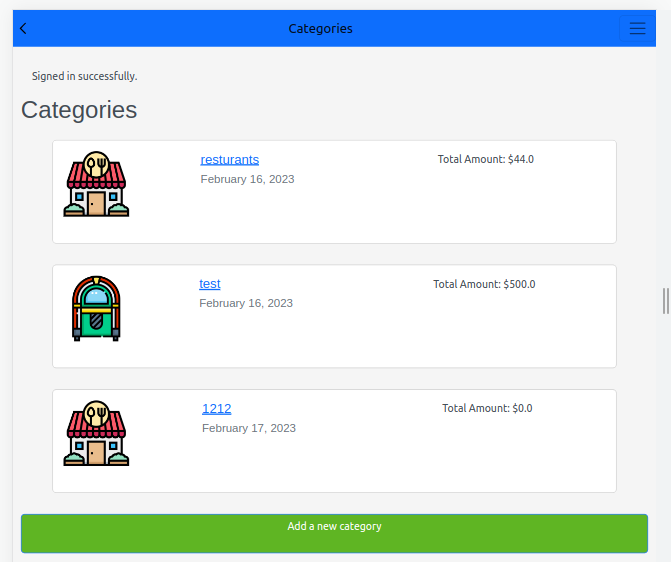 Categories
Signed in successfully.
Categories
resturants
Total Amount: $44.0
February 16, 2023
test
Total Amount: $500.0
February 16, 2023
1212
Total Amount: $0.0
February 17, 2023
Add a new category